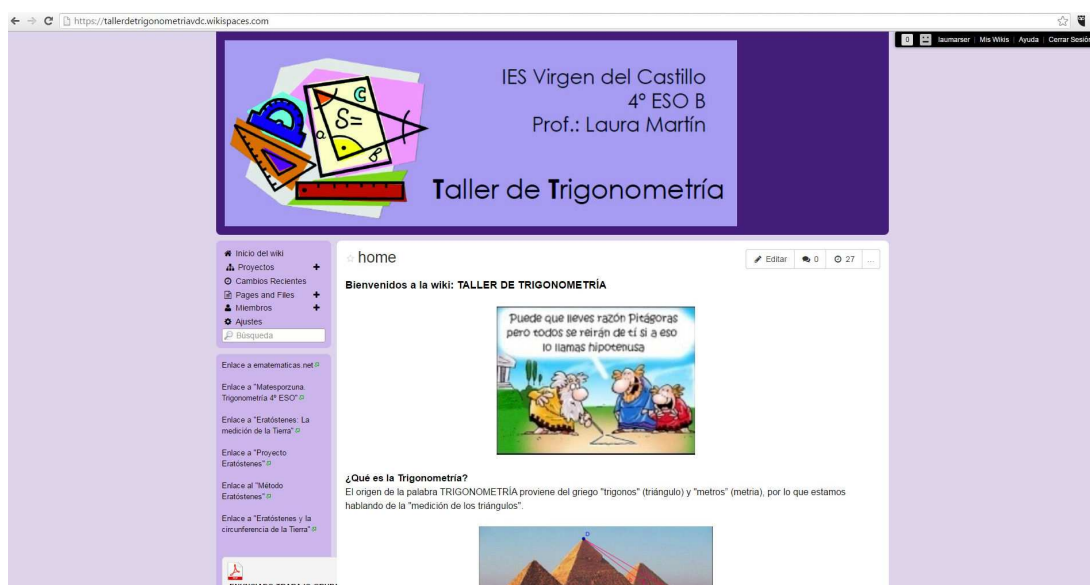 https://tallerdetrigonometriavdc.wikispaces.com
0 laumarser Mis Wikis Ayuda Cerrar Sesión
IES Virgen del Castillo
4º ESO B
Prof.: Laura Martín
Taller de Trigonometría
a
C
S=
B
Inicio del wiki
Proyectos +
Cambios Recientes
Pages and Files +
Miembros +
Ajustes
Búsqueda
Enlace a ematematicas.net
Enlace a "Matesporzuna.
Trigonometría 4º ESO"
Enlace a "Eratóstenes: La
medición de la Tierra"
Enlace a "Proyecto
Eratóstenes"
Enlace al "Método
Eratóstenes"
Enlace a "Eratóstenes y la
circunferencia de la Tierra"
home
Editar 0 27 ...
Bienvenidos a la wiki: TALLER DE TRIGONOMETRÍA
Puede que lleves razón Pitágoras
pero todos se reirán de tí si a eso
lo llamas hipotenusa
¿Qué es la Trigonometría?
El origen de la palabra TRIGONOMETRÍA proviene del griego "trigonos" (triángulo) y "metros" (metria), por lo que estamos
hablando de la "medición de los triángulos".